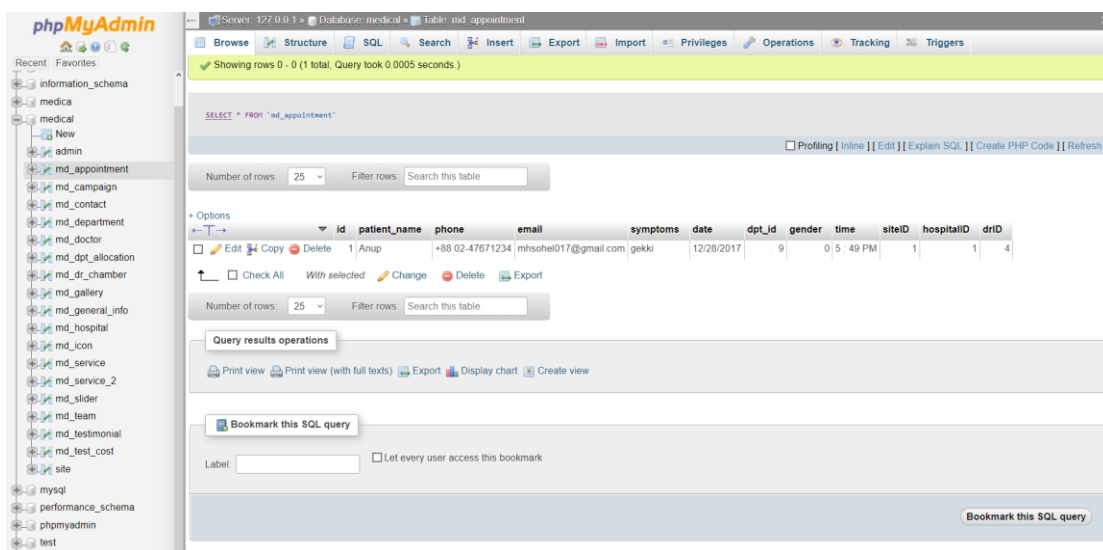 phpMyAdmin
Recent Favorites
information_schema
medica
medical
New
admin
md_appointment
md_campaign
md_contact
md_department
md_doctor
md_dpt_allocation
md_dr_chamber
md_gallery
md_general_info
md_hospital
md_icon
md_service
md_service_2
md_slider
md_team
md_testimonial
md_test_cost
site
mysql
performance_schema
phpmyadmin
test
Server: 127.0.0.1 » Database: medical » Table: md_appointment
Browse Structure SQL Search Insert Export Import Privileges Operations Tracking Triggers
Showing rows 0 - 0 (1 total, Query took 0.0005 seconds.)
SELECT * FROM `md_appointment`
Profiling [ Inline ] [ Edit ] [ Explain SQL ] [ Create PHP Code ] [ Refresh
Number of rows: 25 Filter rows: Search this table
+ Options
←T→ id patient_name phone email symptoms date dpt_id gender time siteID hospitalID drID
Edit Copy Delete 1 Anup +88 02-47671234 mhsohel017@gmail.com gekki 12/28/2017 9 0 5 : 49 PM 1 1 4
Check All With selected: Change Delete Export
Number of rows: 25 Filter rows: Search this table
Query results operations
Print view Print view (with full texts) Export Display chart Create view
Bookmark this SQL query
Label: Let every user access this bookmark
Bookmark this SQL query